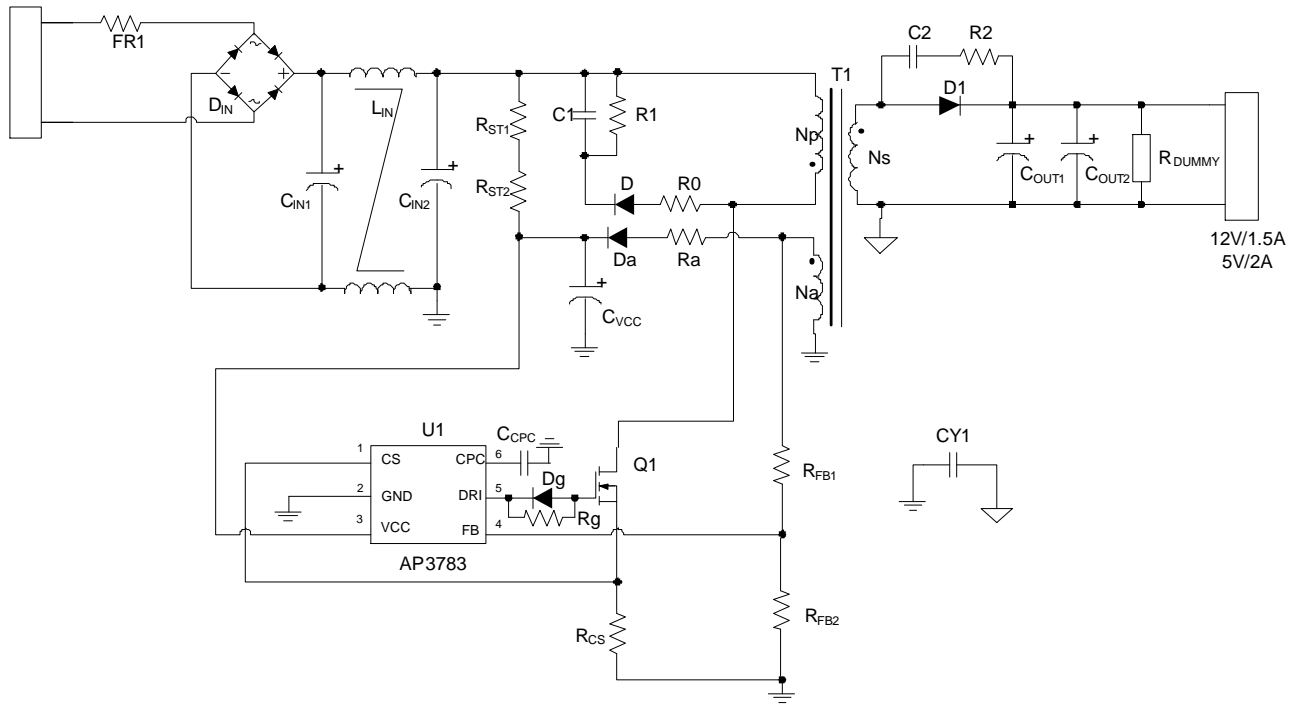 FR1
~
−
+
~
D_IN
L_IN
C_IN1
+
C_IN2
+
R_ST1
R_ST2
C1
R1
D
R0
Da
Ra
C_VCC
+
T1
Np
Na
Ns
C2
R2
D1
C_OUT1
+
C_OUT2
+
R_DUMMY
12V/1.5A
5V/2A
U1
1
CS
2
GND
3
VCC
CPC
6
DRI
5
FB
4
AP3783
C_CPC
Dg
Rg
Q1
R_CS
R_FB1
R_FB2
CY1